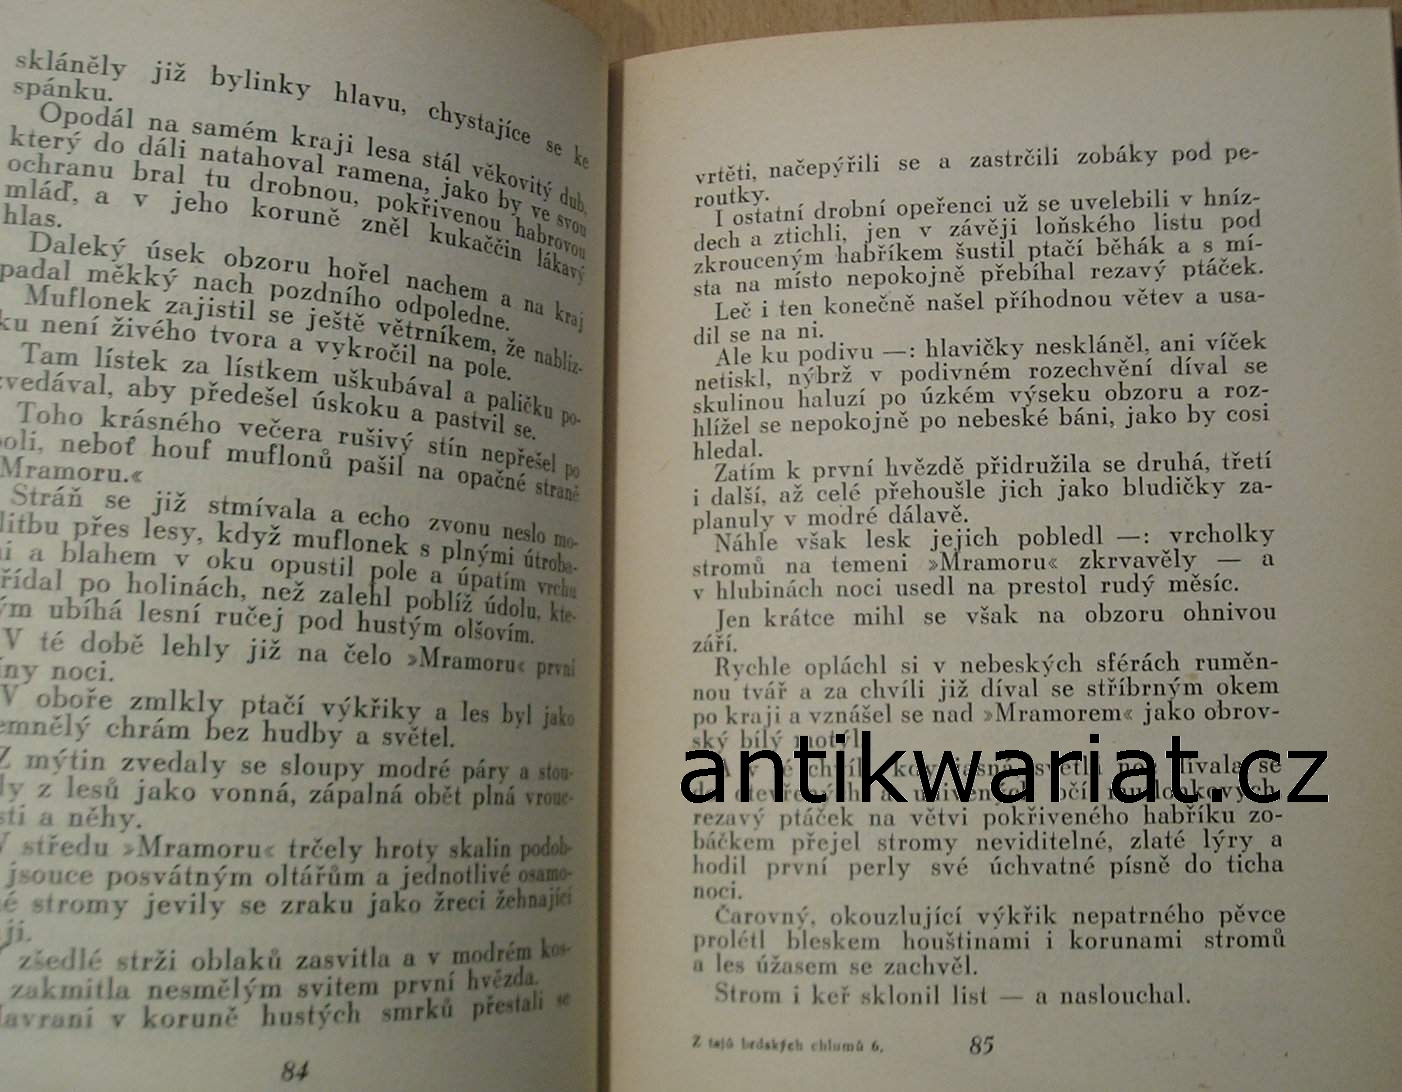 skláněly již bylinky hlavu, chystajíce se ke
spánku.
Opodál na samém kraji lesa stál věkovitý dub,
který do dáli natahoval ramena, jako by ve svou
ochranu bral tu drobnou, pokřivenou habrovou
mláď, a v jeho koruně zněl kukaččin lákavý
hlas.
Daleký úsek obzoru hořel nachem a na kraj
padal měkký nach pozdního odpoledne.
Muflonek zajistil se ještě větrníkem, že nablíz-
ku není živého tvora a vykročil na pole.
Tam lístek za lístkem uškubával a paličku po-
zvedával, aby předešel úskoku a pastvil se.
Toho krásného večera rušivý stín nepřešel po
oli, neboť houf muflonů pašil na opačné straně
Mramoru.«
Stráň se již stmívala a echo zvonu neslo mo-
litbu přes lesy, když muflonek s plnými útroba-
i a blahem v oku opustil pole a úpatím vrchu
řídal po holinách, než zalehl poblíž údolu, kte-
ým ubíhá lesní ručej pod hustým olšovím.
V té době lehly již na čelo »Mramoru« první
íny noci.
V oboře zmlkly ptačí výkřiky a les byl jako
emnělý chrám bez hudby a světel.
Z mýtin zvedaly se sloupy modré páry a stou-
ly z lesů jako vonná, zápalná oběť plná vrouc-
sti a něhy.
V středu »Mramoru« trčely hroty skalin podob-
jsouce posvátným oltářům a jednotlivé osamo-
é stromy jevily se zraku jako žreci žehnající
ji.
zšedlé strži oblaků zasvitla a v modrém kos-
zakmitla nesmělým svitem první hvězda.
avrani v koruně hustých smrků přestali se
84
vrtěti, načepýřili se a zastrčili zobáky pod pe-
routky.
I ostatní drobní opeřenci už se uvelebili v hníz-
dech a ztichli, jen v závěji loňského listu pod
zkrouceným habříkem šustil ptačí běhák a s mí-
sta na místo nepokojně přebíhal rezavý ptáček.
Leč i ten konečně našel příhodnou větev a usa-
dil se na ni.
Ale ku podivu —: hlavičky neskláněl, ani víček
netiskl, nýbrž v podivném rozechvění díval se
skulinou haluzí po úzkém výseku obzoru a roz-
hlížel se nepokojně po nebeské báni, jako by cosi
hledal.
Zatím k první hvězdě přidružila se druhá, třetí
i další, až celé přehoušle jich jako bludičky za-
planuly v modré dálavě.
Náhle však lesk jejich pobledl —: vrcholky
stromů na temeni »Mramoru« zkrvavěly — a
v hlubinách noci usedl na prestol rudý měsíc.
Jen krátce mihl se však na obzoru ohnivou
září.
Rychle opláchl si v nebeských sférách ruměn-
nou tvář a za chvíli již díval se stříbrným okem
po kraji a vznášel se nad »Mramorem« jako obrov-
ský bílý motýl.
antikwariat.cz
rezavý ptáček na větvi pokřiveného habříku zo-
báčkem přejel stromy neviditelné, zlaté lýry a
hodil první perly své úchvatné písně do ticha
noci.
Čarovný, okouzlující výkřik nepatrného pěvce
prolétl bleskem houštinami i korunami stromů
a les úžasem se zachvěl.
Strom i keř sklonil list — a naslouchal.
Z tajů brdských chlumů 6.
85